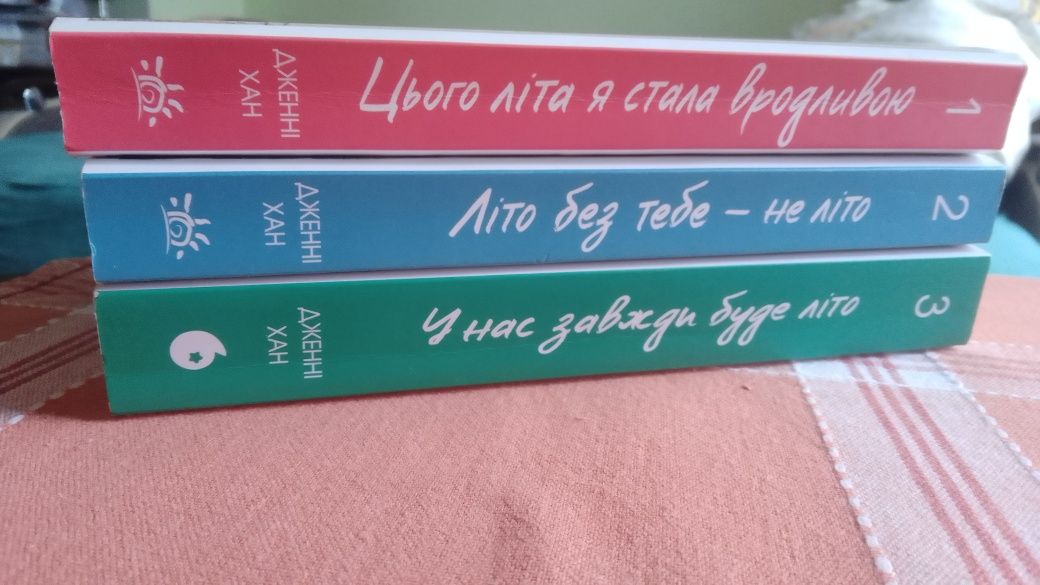 ДЖЕННІ
ХАН
Цього літа я стала вродливою
1
ДЖЕННІ
ХАН
Літо без тебе – не літо
2
ДЖЕННІ
ХАН
У нас завжди буде літо
3